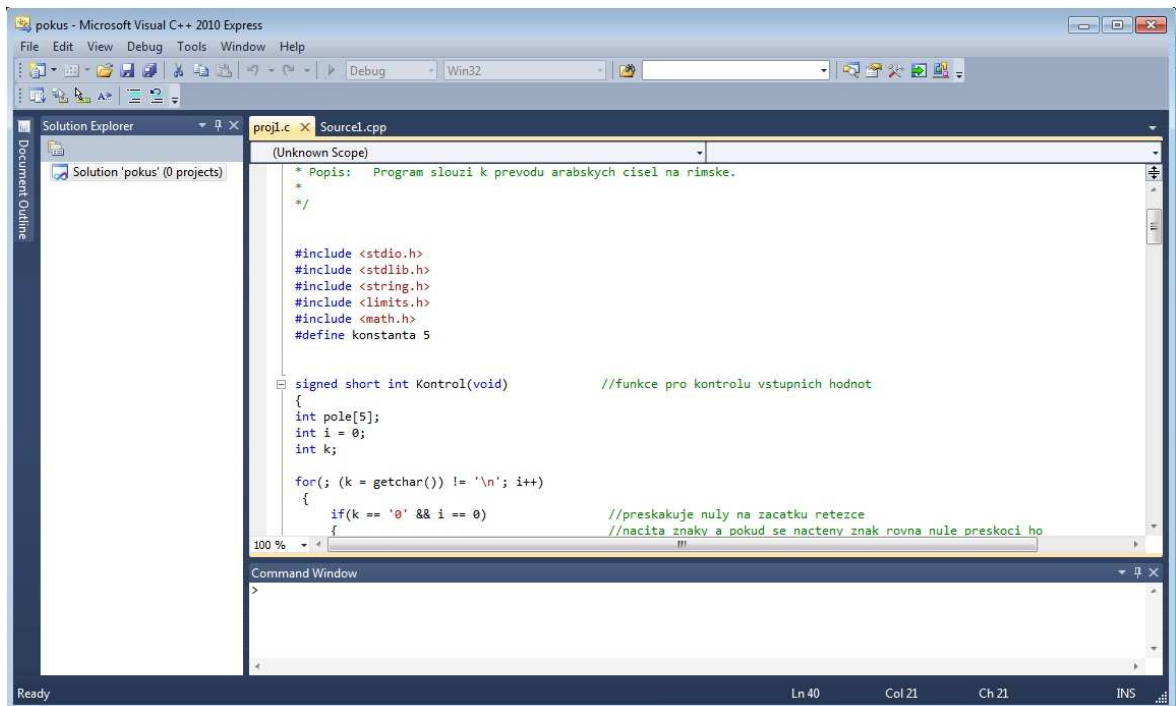 pokus - Microsoft Visual C++ 2010 Express
File Edit View Debug Tools Window Help
Debug Win32
Document Outline
Solution Explorer
Solution 'pokus' (0 projects)
proj1.c Source1.cpp
(Unknown Scope)
* Popis: Program slouzi k prevodu arabskych cisel na rimske.
*
*/
#include <stdio.h>
#include <stdlib.h>
#include <string.h>
#include <limits.h>
#include <math.h>
#define konstanta 5
signed short int Kontrol(void) //funkce pro kontrolu vstupnich hodnot
{
int pole[5];
int i = 0;
int k;
for(; (k = getchar()) != '\n'; i++)
{
if(k == '0' && i == 0) //preskakuje nuly na zacatku retezce
{ //nacita znaky a pokud se nacteny znak rovna nule preskoci ho
100 %
Command Window
>
Ready Ln 40 Col 21 Ch 21 INS